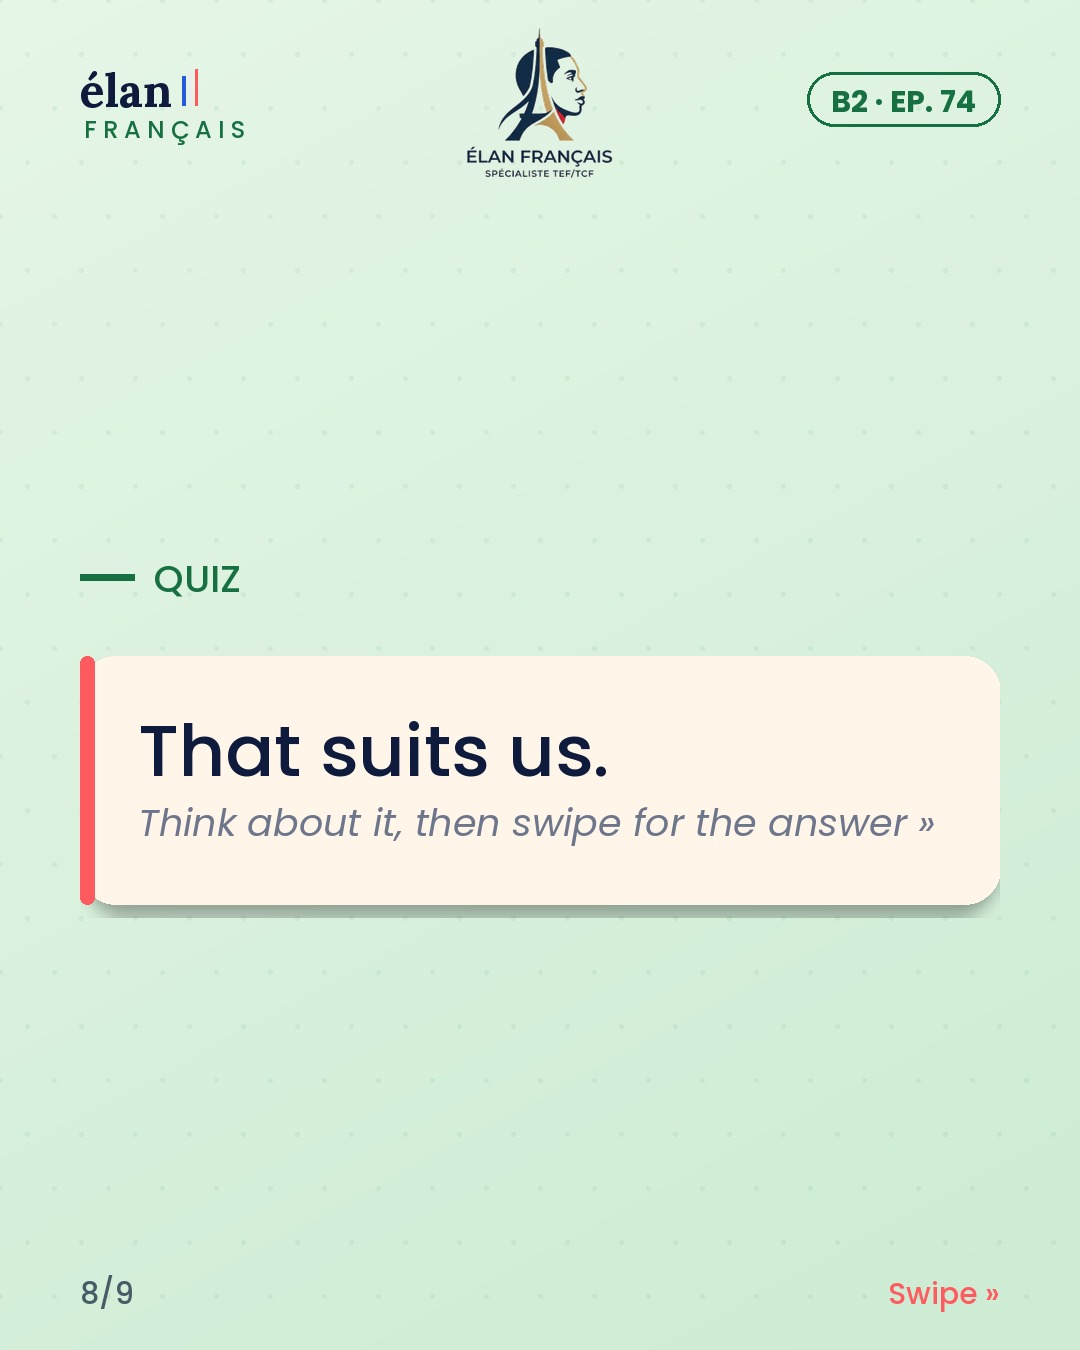 élan
FRANÇAIS
ÉLAN FRANÇAIS
SPÉCIALISTE TEF/TCF
B2 · EP. 74
QUIZ
That suits us.
Think about it, then swipe for the answer »
8/9
Swipe »